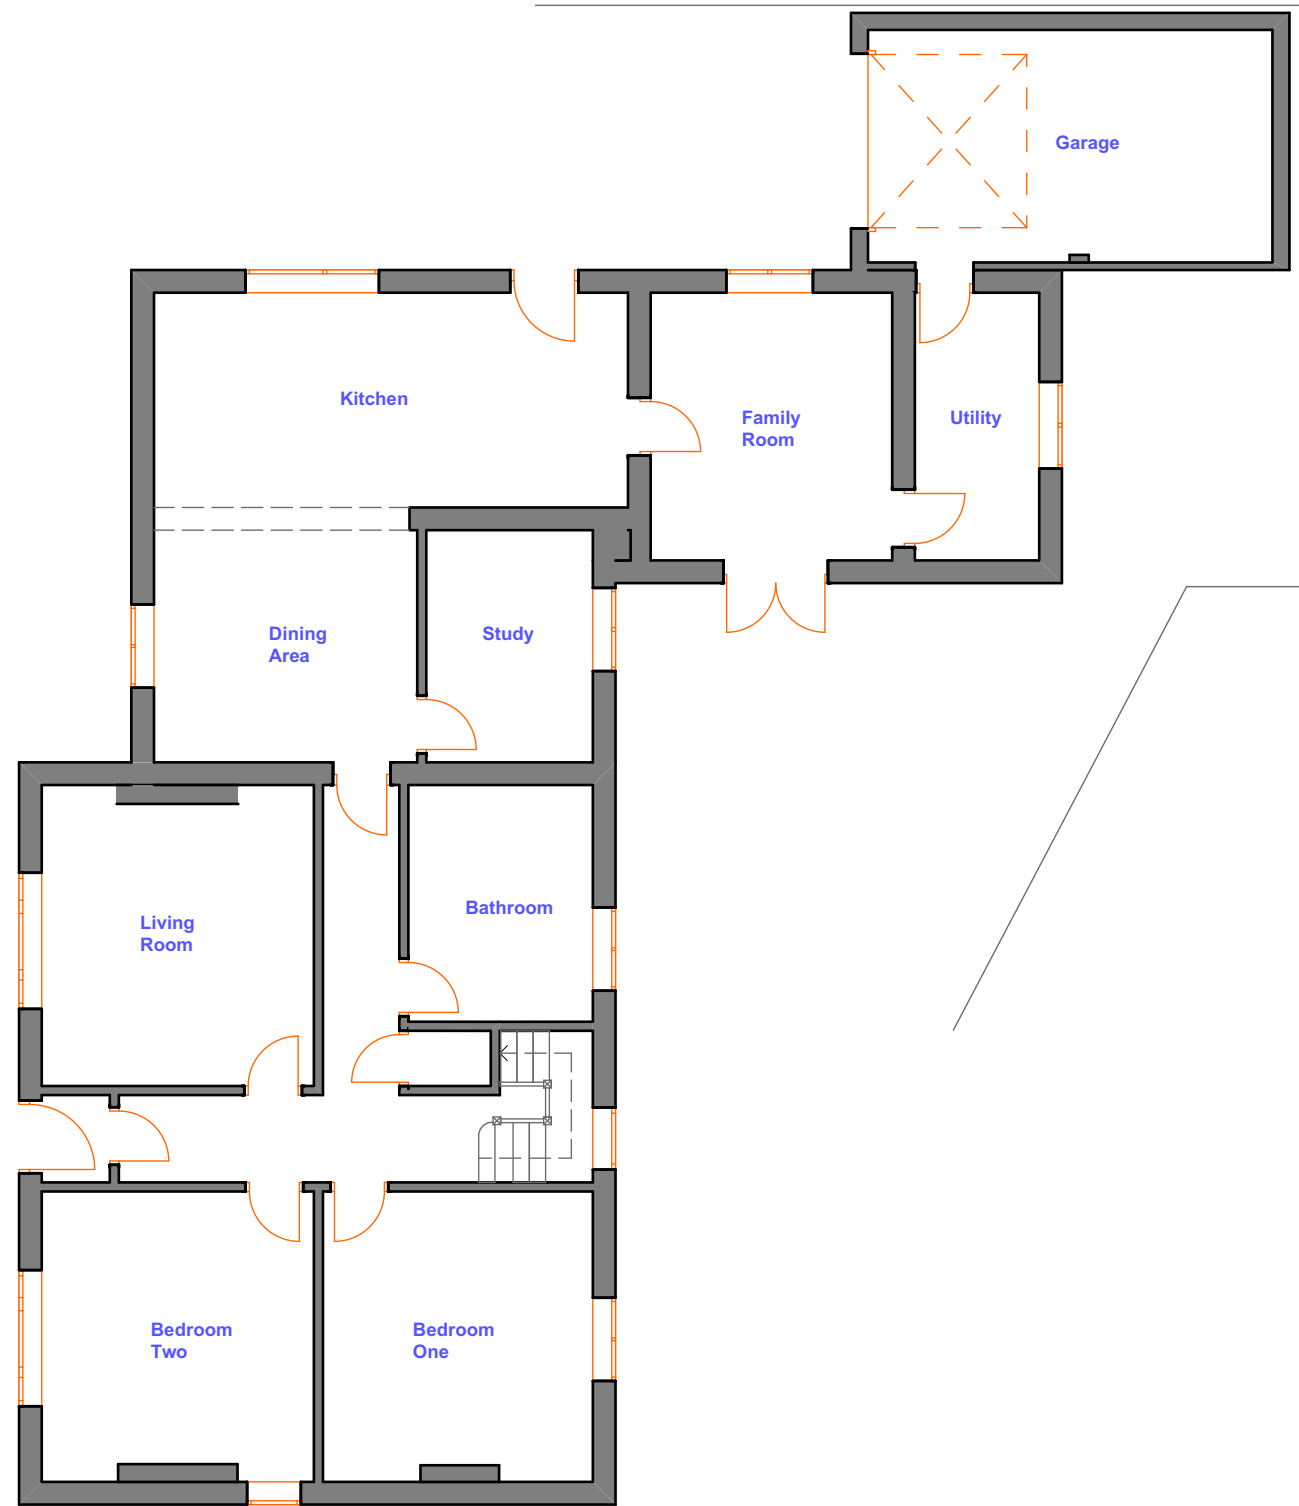 Garage
Kitchen
Family
Room
Utility
Dining
Area
Study
Living
Room
Bathroom
Bedroom
Two
Bedroom
One